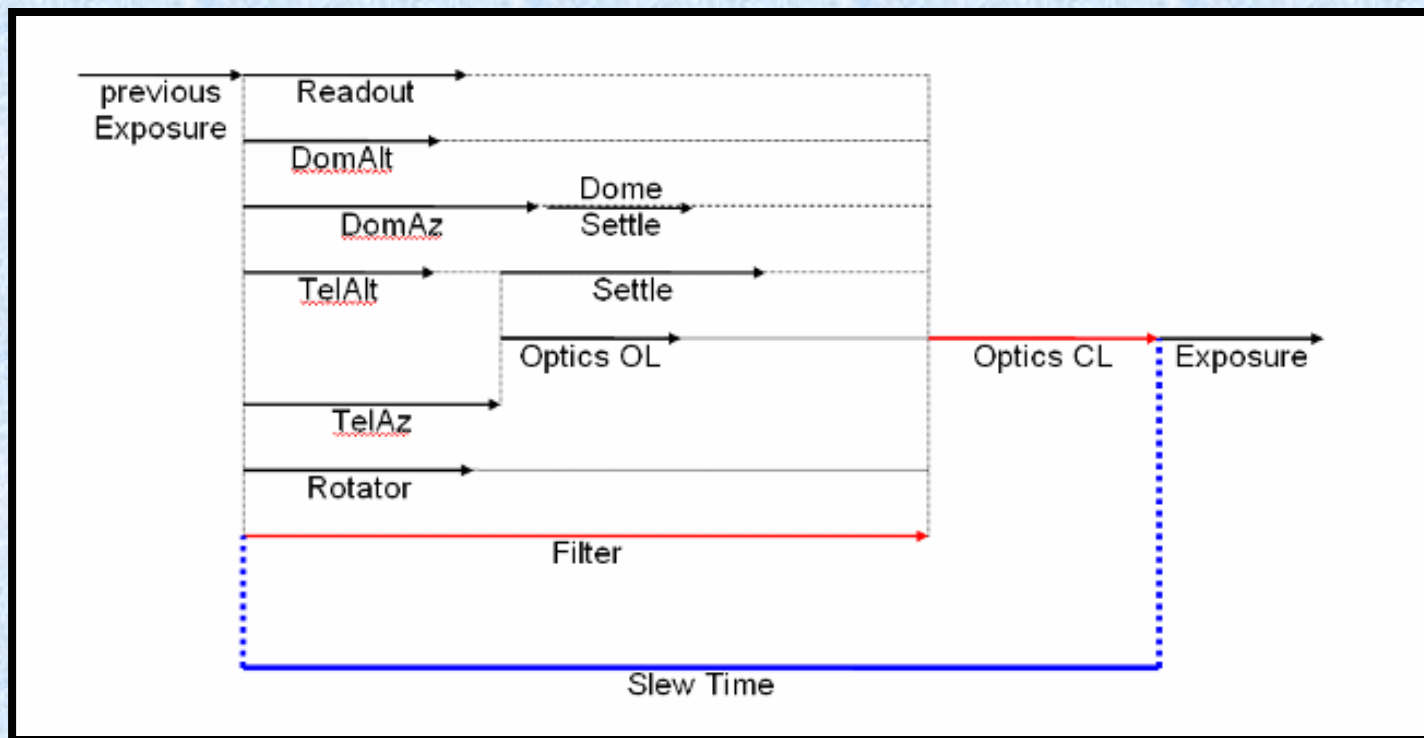 previous
Exposure
Readout
DomAlt
DomAz
Dome
Settle
TelAlt
Settle
Optics OL
Optics CL
Exposure
TelAz
Rotator
Filter
Slew Time